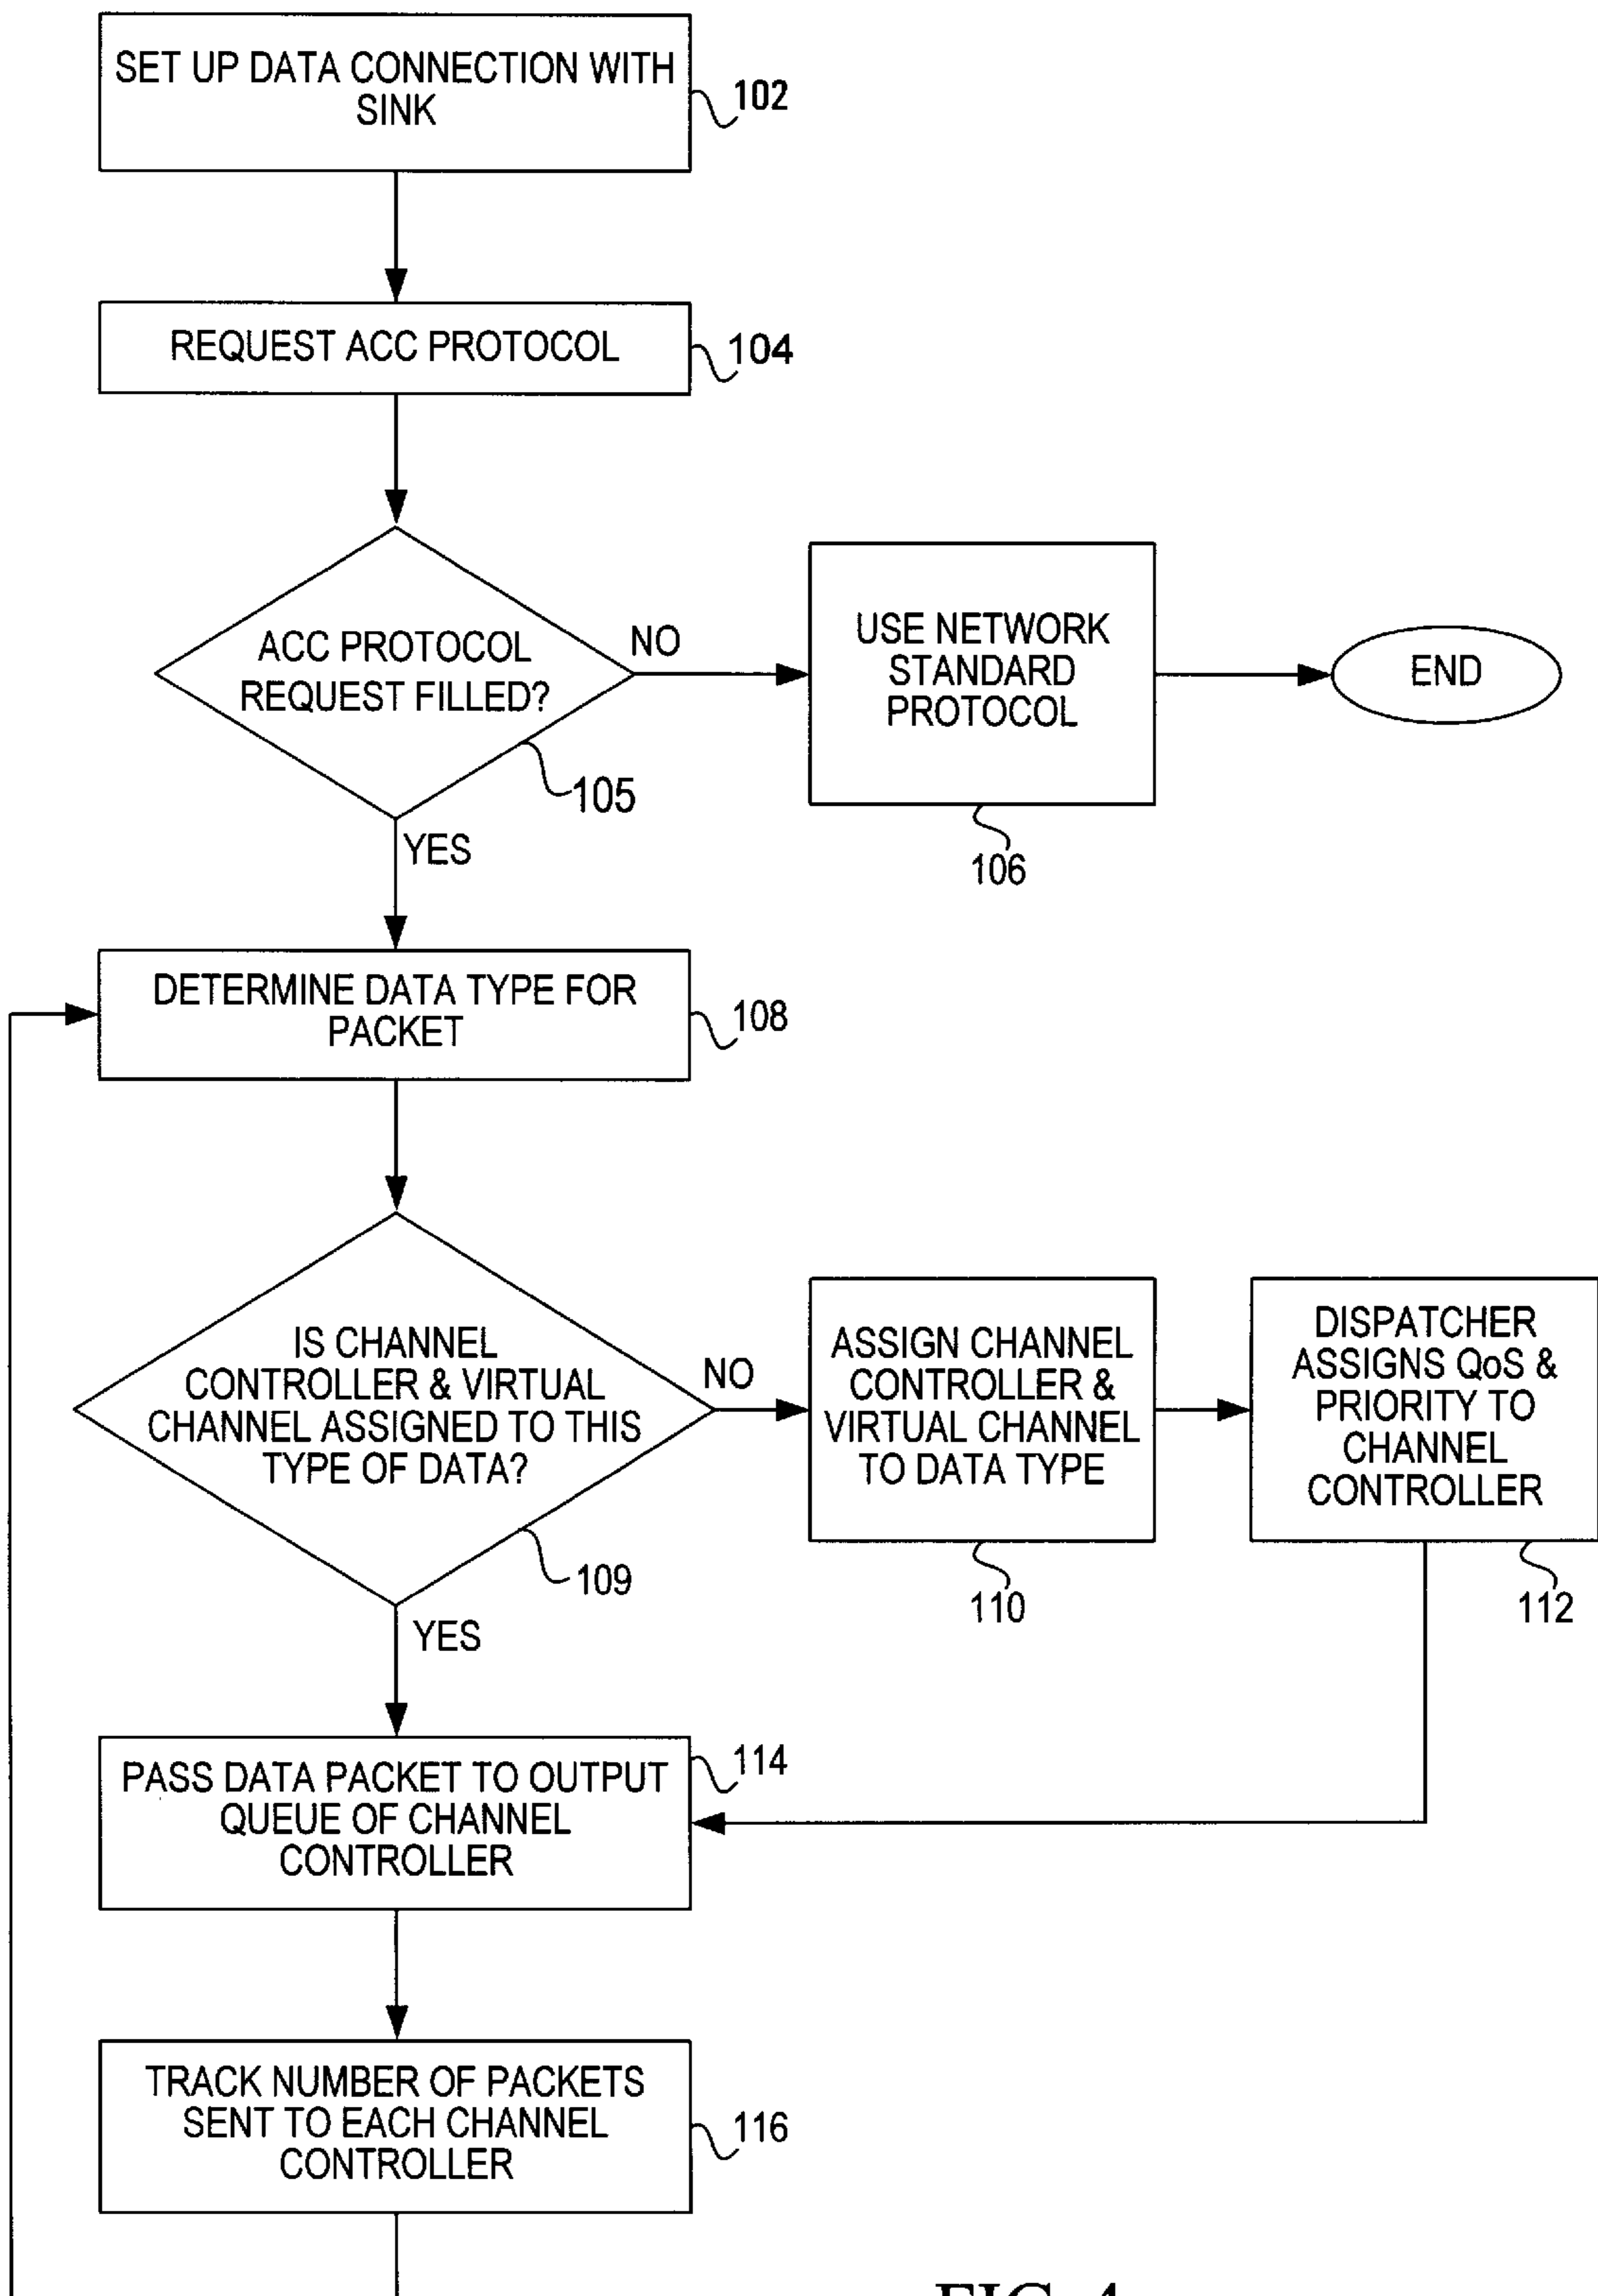 SET UP DATA CONNECTION WITH
SINK
102
REQUEST ACC PROTOCOL
104
ACC PROTOCOL
REQUEST FILLED?
105
NO
USE NETWORK
STANDARD
PROTOCOL
106
END
YES
DETERMINE DATA TYPE FOR
PACKET
108
IS CHANNEL
CONTROLLER & VIRTUAL
CHANNEL ASSIGNED TO THIS
TYPE OF DATA?
109
NO
ASSIGN CHANNEL
CONTROLLER &
VIRTUAL CHANNEL
TO DATA TYPE
110
DISPATCHER
ASSIGNS QoS &
PRIORITY TO
CHANNEL
CONTROLLER
112
YES
PASS DATA PACKET TO OUTPUT
QUEUE OF CHANNEL
CONTROLLER
114
TRACK NUMBER OF PACKETS
SENT TO EACH CHANNEL
CONTROLLER
116